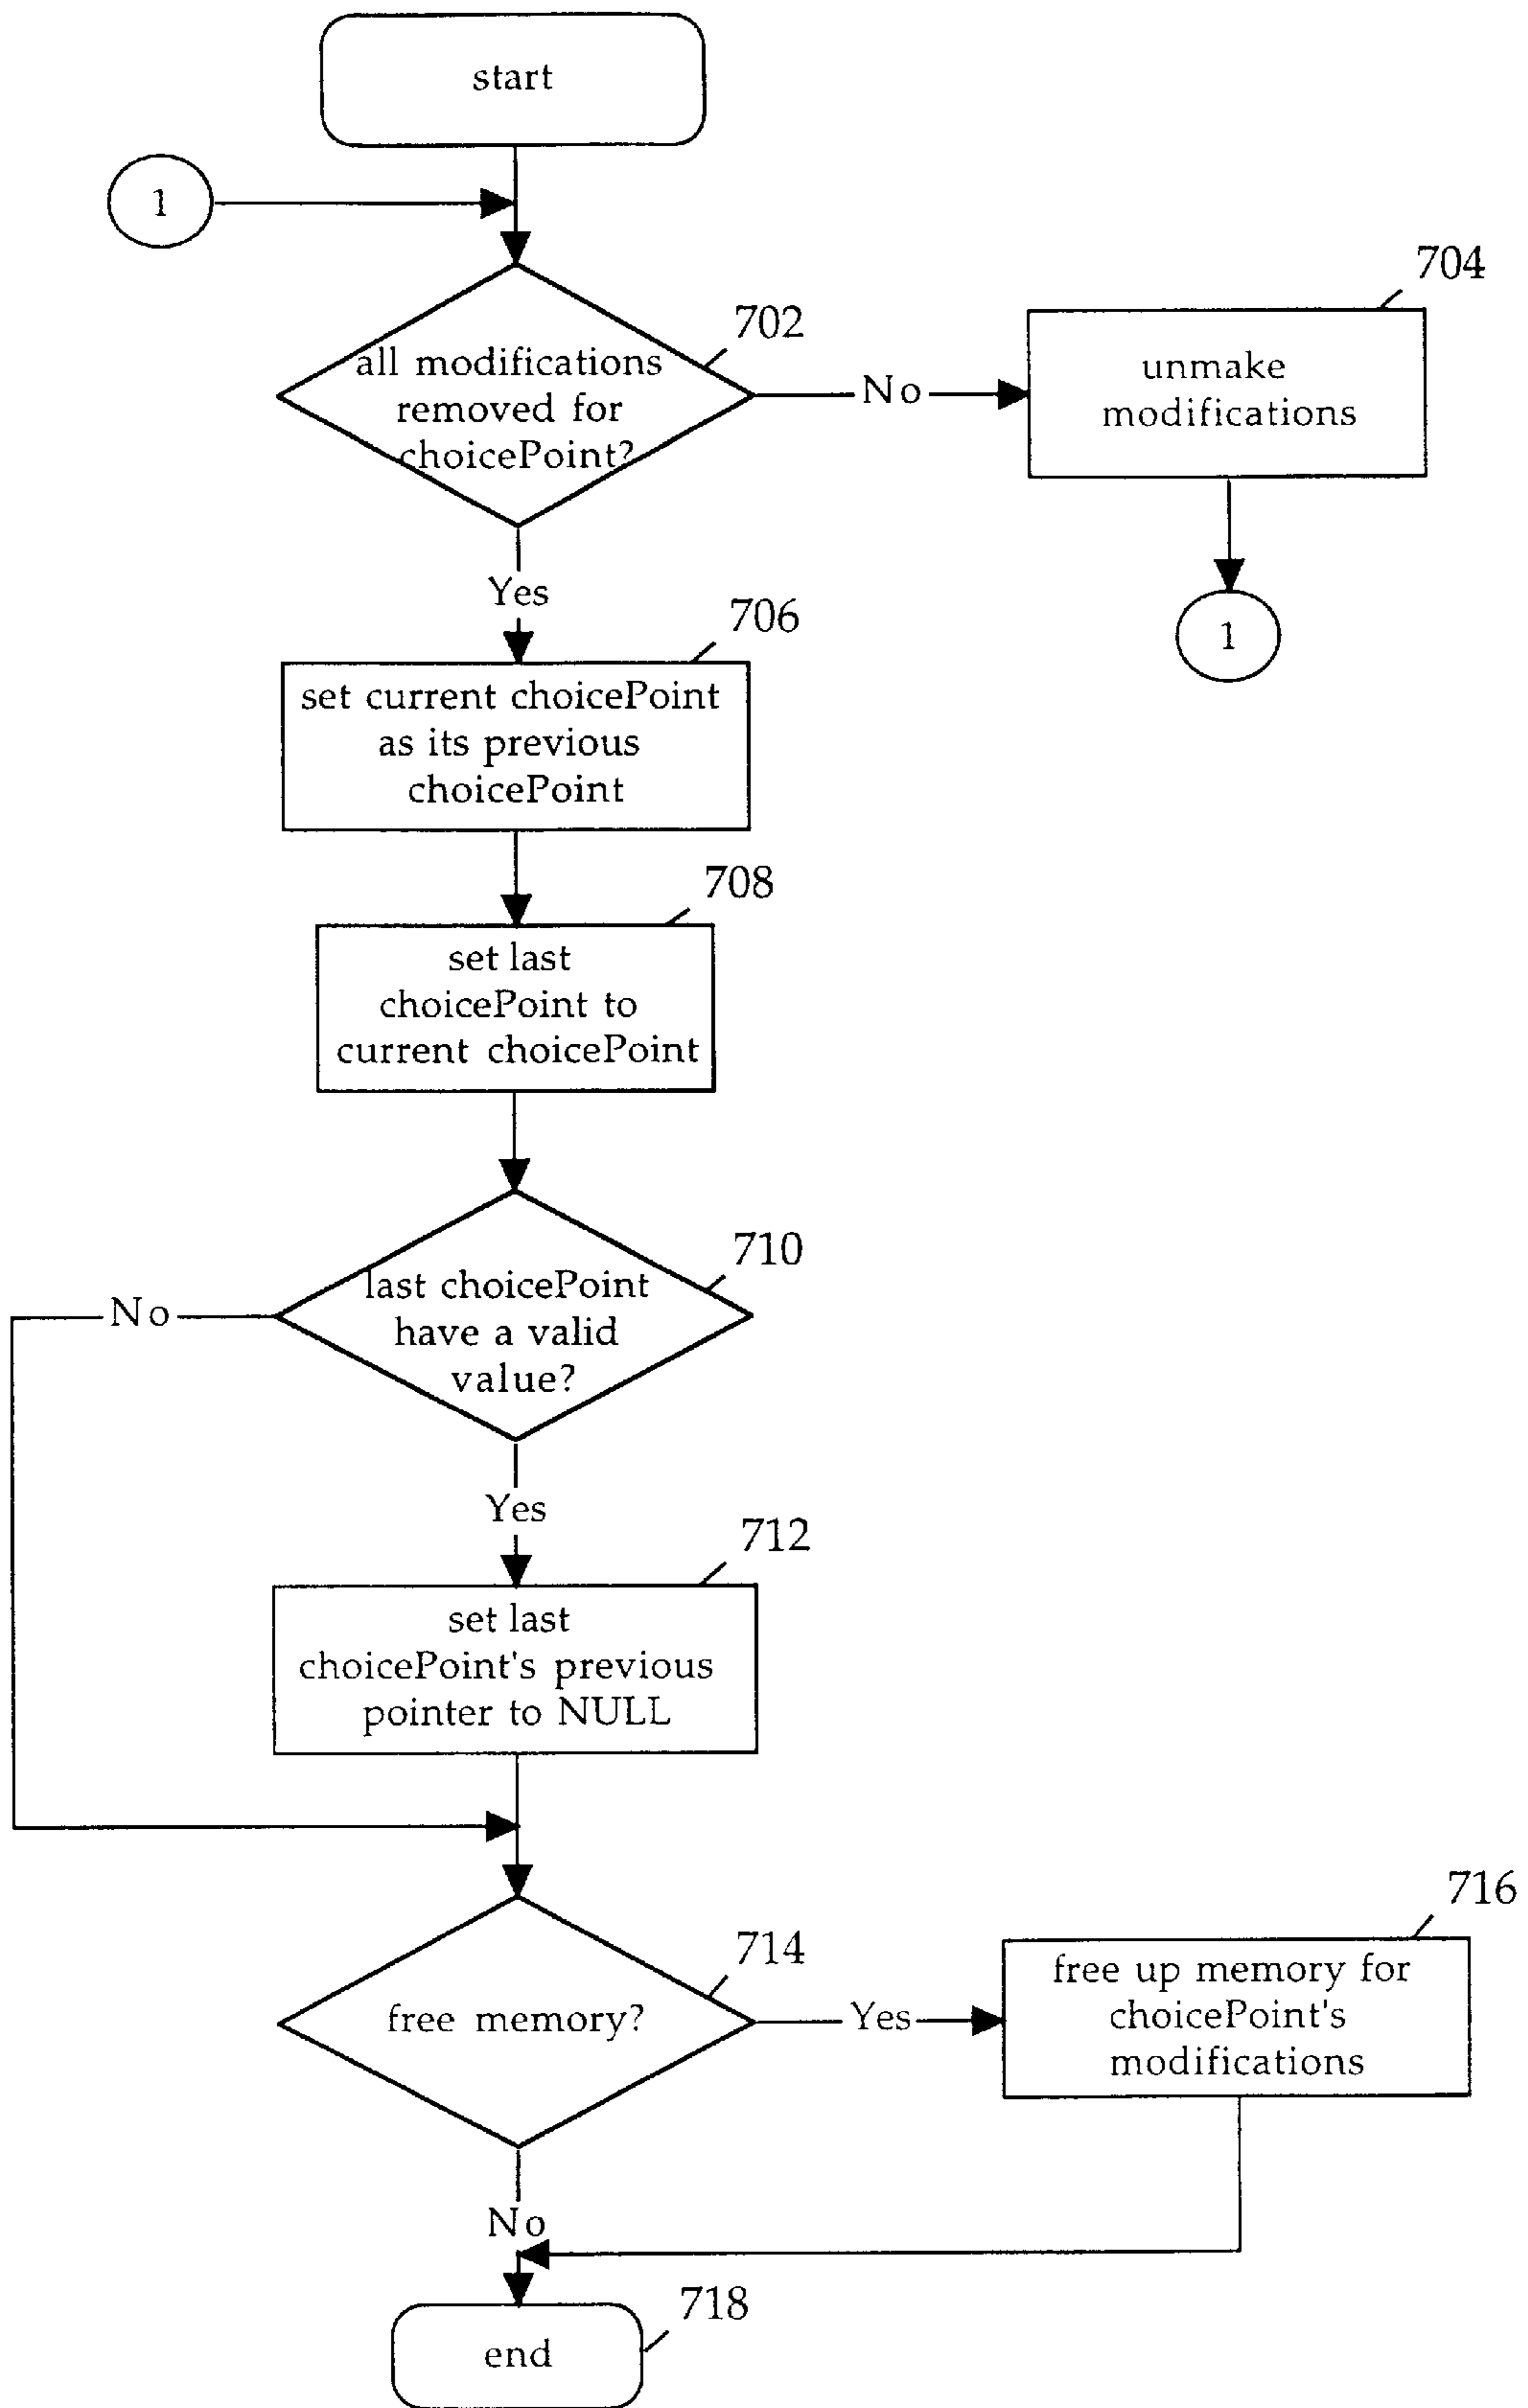 start
1
702
all modifications
removed for
choicePoint?
No
704
unmake
modifications
1
Yes
706
set current choicePoint
as its previous
choicePoint
708
set last
choicePoint to
current choicePoint
710
last choicePoint
have a valid
value?
No
Yes
712
set last
choicePoint's previous
pointer to NULL
714
free memory?
Yes
716
free up memory for
choicePoint's
modifications
No
718
end